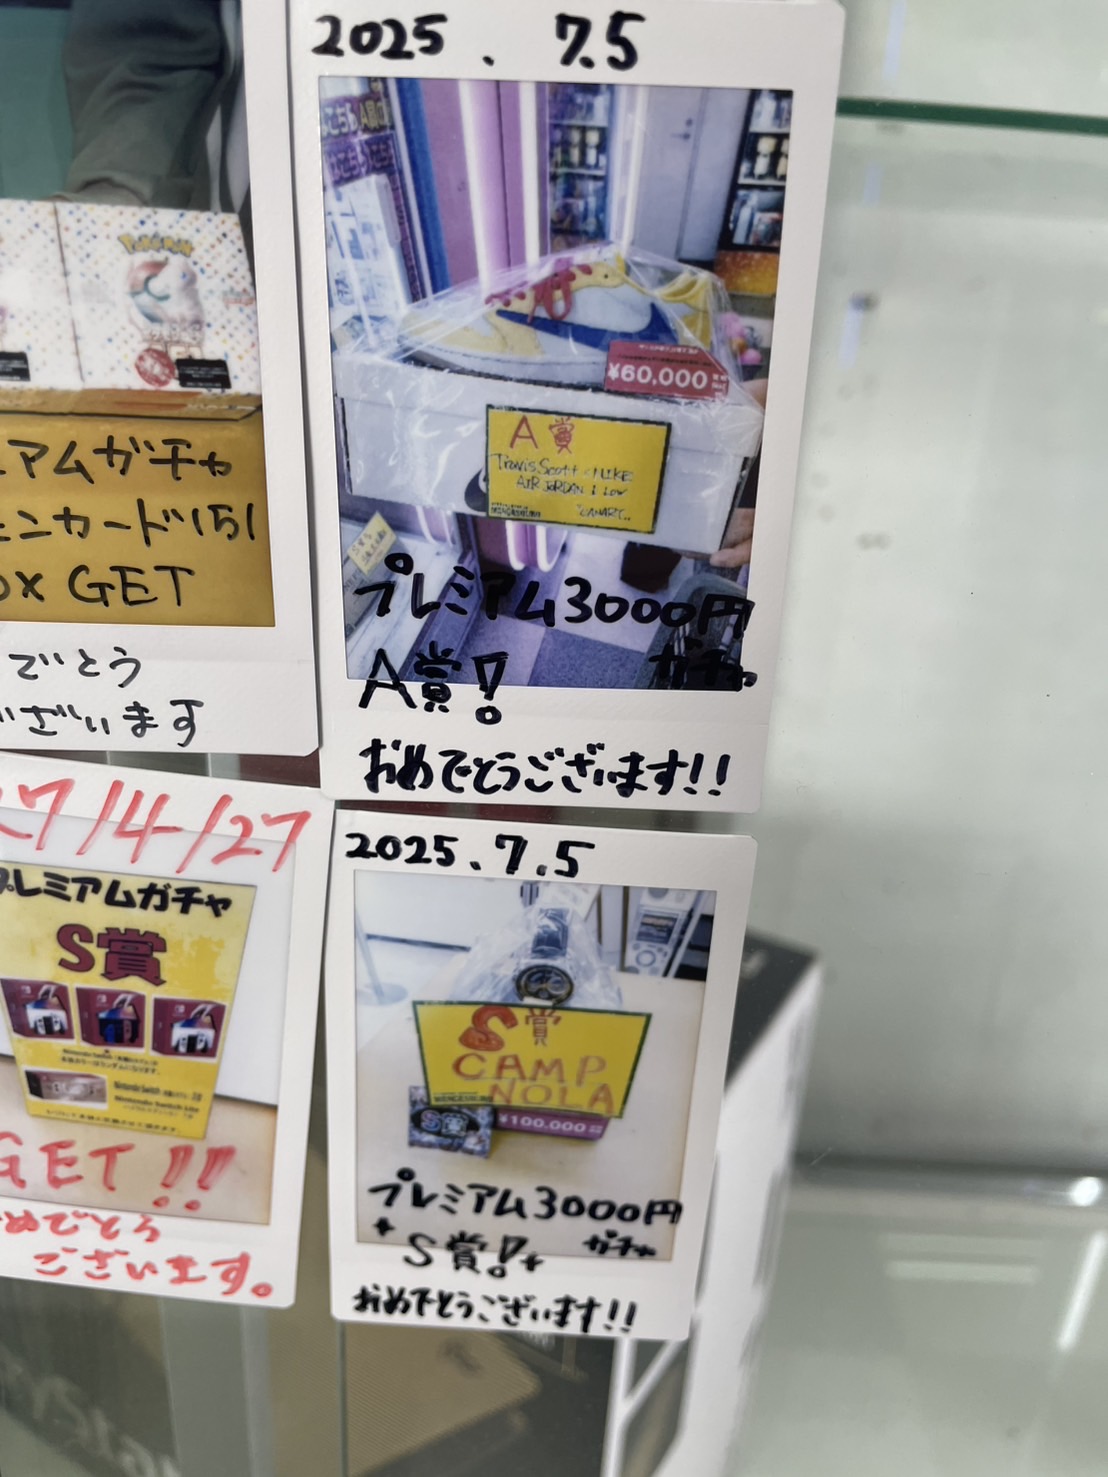 2025.7.5
¥60,000
A賞
Travis Scott × NIKE
AIR JORDAN 1 Low
プレミアム3000円
ガチャ
A賞!
おめでとうございます!!
Pokémon
アムガチャ
ンカード151
OX GET
でとう
ざいます
7/4/27
プレミアムガチャ
S賞
GET!!
めでとう
ございます。
2025.7.5
S賞
CAMP
NOLA
S賞
¥100,000
プレミアム3000円
ガチャ
S賞!
おめでとうございます!!